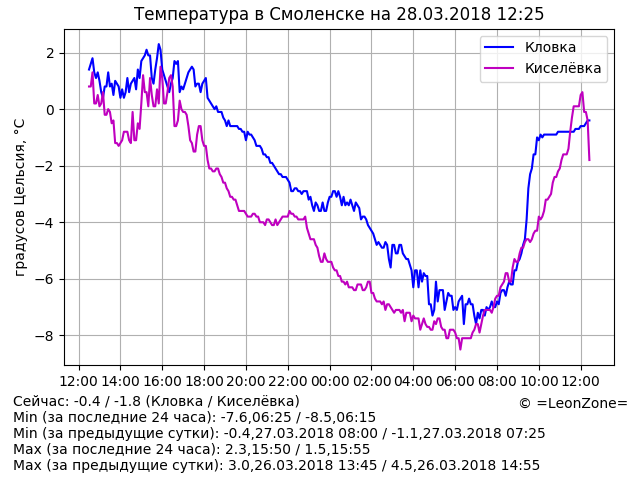 Температура в Смоленске на 28.03.2018 12:25
Кловка
Киселёвка
градусов Цельсия, °C
2
0
−2
−4
−6
−8
12:00 14:00 16:00 18:00 20:00 22:00 00:00 02:00 04:00 06:00 08:00 10:00 12:00
Сейчас: -0.4 / -1.8 (Кловка / Киселёвка)
© =LeonZone=
Min (за последние 24 часа): -7.6,06:25 / -8.5,06:15
Min (за предыдущие сутки): -0.4,27.03.2018 08:00 / -1.1,27.03.2018 07:25
Max (за последние 24 часа): 2.3,15:50 / 1.5,15:55
Max (за предыдущие сутки): 3.0,26.03.2018 13:45 / 4.5,26.03.2018 14:55